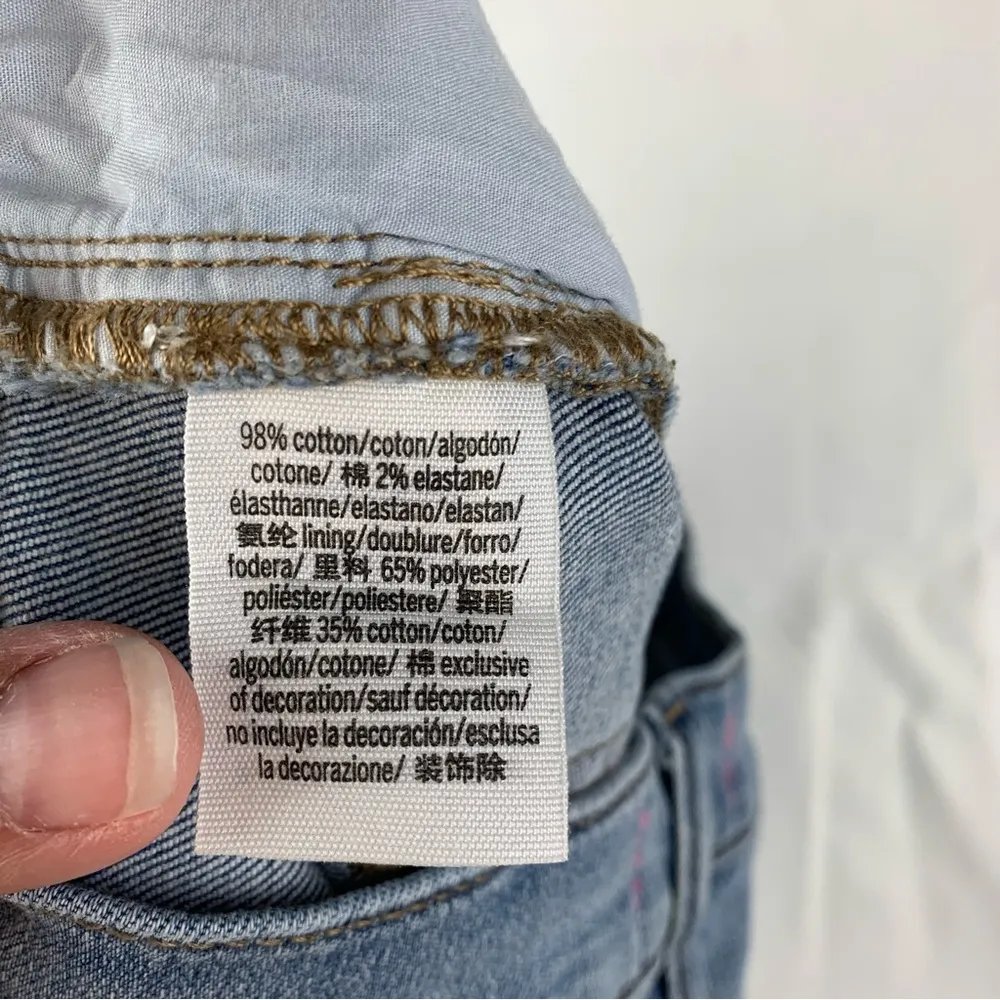 98% cotton/coton/algodón/
cotone/ 棉 2% elastane/
élasthanne/elastano/elastan/
氨纶 lining/doublure/forro/
fodera/ 里料 65% polyester/
poliéster/poliestere/ 聚酯
纤维 35% cotton/coton/
algodón/cotone/ 棉 exclusive
of decoration/sauf décoration/
no incluye la decoración/esclusa
la decorazione/ 装饰除